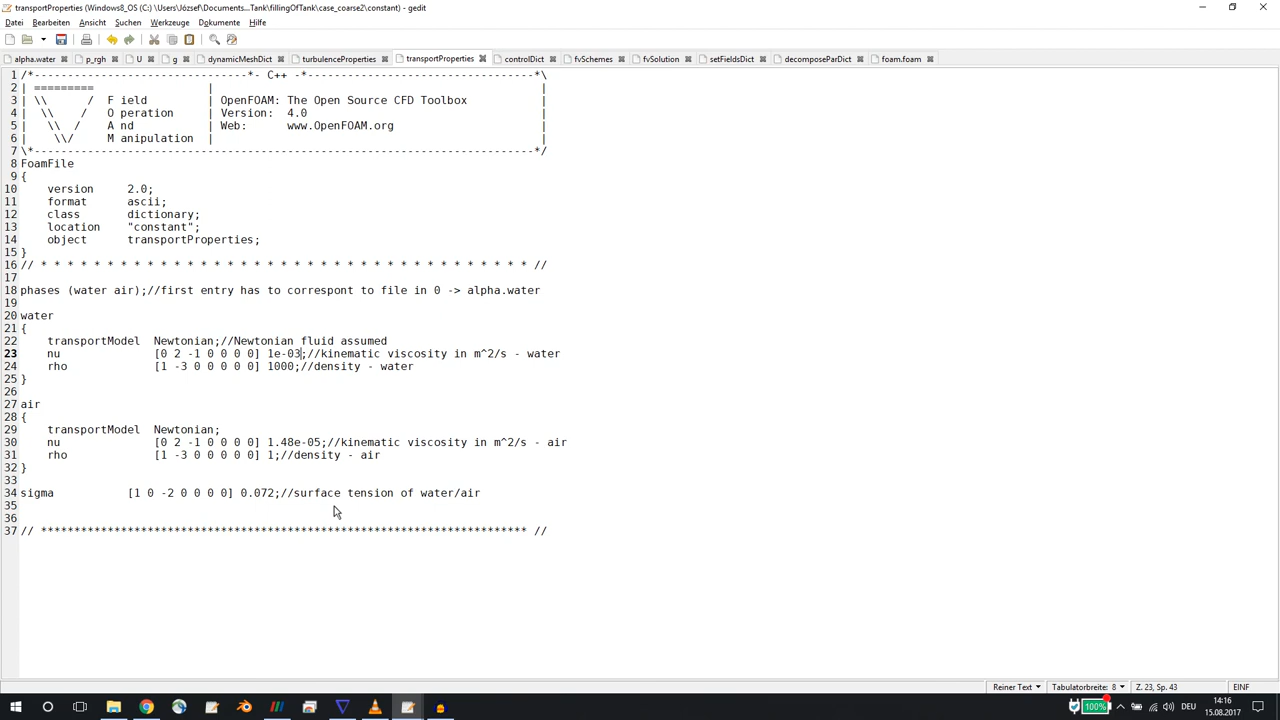 transportProperties (Windows8_OS (C:) \Users\József\Documents...Tank\fillingOfTank\case_coarse2\constant) - gedit
Datei Bearbeiten Ansicht Suchen Werkzeuge Dokumente Hilfe
alpha.water p_rgh U g dynamicMeshDict turbulenceProperties transportProperties controlDict fvSchemes fvSolution setFieldsDict decomposeParDict foam.foam
1 /*--------------------------------*- C++ -*----------------------------------*\
2 | =========                 |                                                 |
3 | \\      /  F ield         | OpenFOAM: The Open Source CFD Toolbox           |
4 |  \\    /   O peration     | Version:  4.0                                   |
5 |   \\  /    A nd           | Web:      www.OpenFOAM.org                      |
6 |    \\/     M anipulation  |                                                 |
7 \*---------------------------------------------------------------------------*/
8 FoamFile
9 {
10     version     2.0;
11     format      ascii;
12     class       dictionary;
13     location    "constant";
14     object      transportProperties;
15 }
16 // * * * * * * * * * * * * * * * * * * * * * * * * * * * * * * * * * * * * * //
17
18 phases (water air);//first entry has to correspont to file in 0 -> alpha.water
19
20 water
21 {
22     transportModel  Newtonian;//Newtonian fluid assumed
23     nu              [0 2 -1 0 0 0 0] 1e-03;//kinematic viscosity in m^2/s - water
24     rho             [1 -3 0 0 0 0 0] 1000;//density - water
25 }
26
27 air
28 {
29     transportModel  Newtonian;
30     nu              [0 2 -1 0 0 0 0] 1.48e-05;//kinematic viscosity in m^2/s - air
31     rho             [1 -3 0 0 0 0 0] 1;//density - air
32 }
33
34 sigma           [1 0 -2 0 0 0 0] 0.072;//surface tension of water/air
35
36
37 // ************************************************************************* //
Reiner Text Tabulatorbreite: 8 Z. 23, Sp. 43 EINF
100% DEU 14:16
15.08.2017